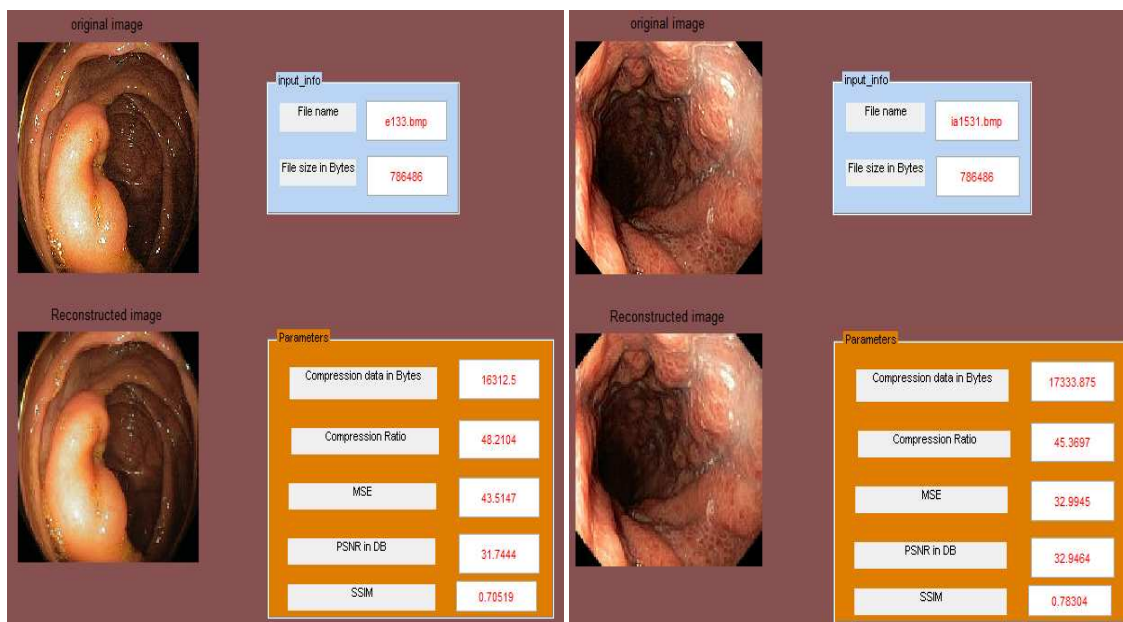 original image
input_info
File name
e133.bmp
File size in Bytes
786486
Reconstructed image
Parameters
Compression data in Bytes
16312.5
Compression Ratio
48.2104
MSE
43.5147
PSNR in DB
31.7444
SSIM
0.70519
original image
input_info
File name
ia1531.bmp
File size in Bytes
786486
Reconstructed image
Parameters
Compression data in Bytes
17333.875
Compression Ratio
45.3697
MSE
32.9945
PSNR in DB
32.9464
SSIM
0.78304